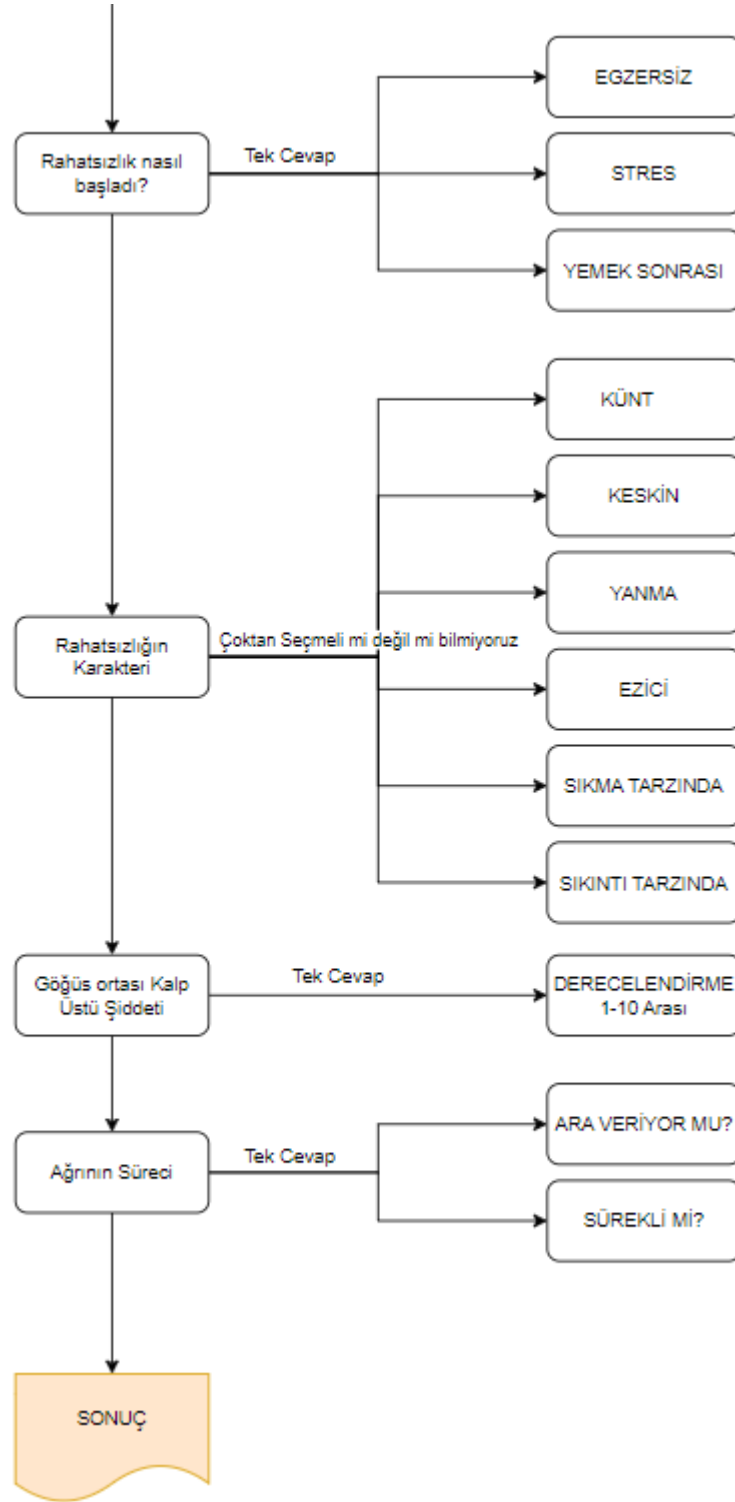 EGZERSİZ
Rahatsızlık nasıl
başladı?
Tek Cevap
STRES
YEMEK SONRASI
KÜNT
KESKİN
YANMA
Rahatsızlığın
Karakteri
Çoktan Seçmeli mi değil mi bilmiyoruz
EZİCİ
SIKMA TARZINDA
SIKINTI TARZINDA
Göğüs ortası Kalp
Üstü Şiddeti
Tek Cevap
DERECELENDİRME
1-10 Arası
Ağrının Süreci
Tek Cevap
ARA VERİYOR MU?
SÜREKLİ Mİ?
SONUÇ